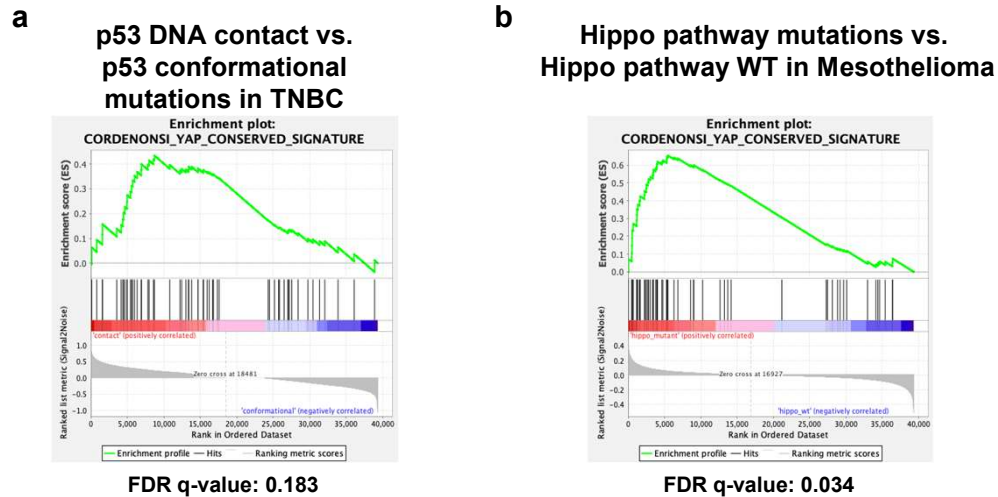 a
p53 DNA contact vs.
p53 conformational
mutations in TNBC
Enrichment plot:
CORDENONSI_YAP_CONSERVED_SIGNATURE
Enrichment score (ES)
0.4
0.3
0.2
0.1
0.0
'contact' (positively correlated)
Ranked list metric (Signal2Noise)
1.0
0.5
0.0
-0.5
-1.0
Zero cross at 18481
'conformational' (negatively correlated)
0 5,000 10,000 15,000 20,000 25,000 30,000 35,000 40,000
Rank in Ordered Dataset
Enrichment profile Hits Ranking metric scores
FDR q-value: 0.183
b
Hippo pathway mutations vs.
Hippo pathway WT in Mesothelioma
Enrichment plot:
CORDENONSI_YAP_CONSERVED_SIGNATURE
Enrichment score (ES)
0.6
0.5
0.4
0.3
0.2
0.1
0.0
'hippo_mutant' (positively correlated)
Ranked list metric (Signal2Noise)
0.4
0.2
0.0
-0.2
-0.4
Zero cross at 16927
'hippo_wt' (negatively correlated)
0 5,000 10,000 15,000 20,000 25,000 30,000 35,000 40,000
Rank in Ordered Dataset
Enrichment profile Hits Ranking metric scores
FDR q-value: 0.034